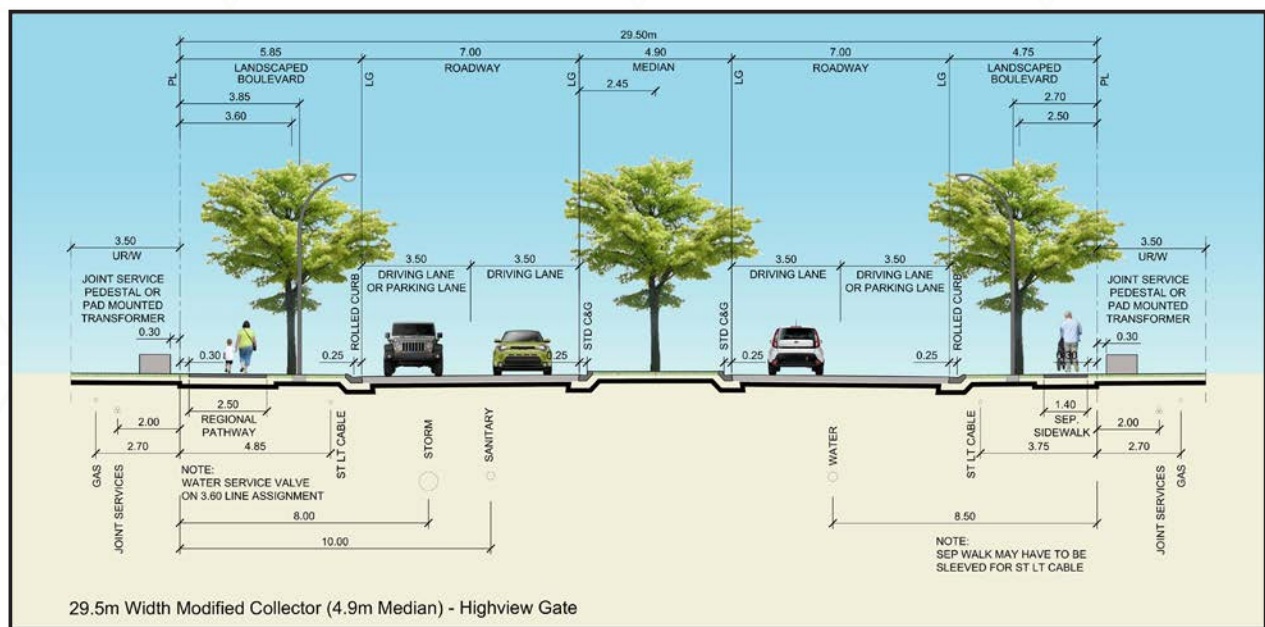 29.50m
5.85
7.00
4.90
7.00
4.75
PL
LANDSCAPED
BOULEVARD
LG
ROADWAY
LG
MEDIAN
LG
ROADWAY
LG
LANDSCAPED
BOULEVARD
PL
3.85
3.60
2.45
2.70
2.50
3.50
UR/W
JOINT SERVICE
PEDESTAL OR
PAD MOUNTED
TRANSFORMER
0.30
0.30
0.25
ROLLED CURB
3.50
DRIVING LANE
OR PARKING LANE
3.50
DRIVING LANE
0.25
STD C&G
STD C&G
0.25
3.50
DRIVING LANE
3.50
DRIVING LANE
OR PARKING LANE
0.25
ROLLED CURB
0.30
3.50
UR/W
JOINT SERVICE
PEDESTAL OR
PAD MOUNTED
TRANSFORMER
0.30
2.50
REGIONAL
PATHWAY
2.00
2.70
4.85
GAS
JOINT SERVICES
ST LT CABLE
NOTE:
WATER SERVICE VALVE
ON 3.60 LINE ASSIGNMENT
STORM
SANITARY
8.00
10.00
WATER
ST LT CABLE
1.40
SEP.
SIDEWALK
3.75
2.00
2.70
JOINT SERVICES
GAS
8.50
NOTE:
SEP WALK MAY HAVE TO BE
SLEEVED FOR ST LT CABLE
29.5m Width Modified Collector (4.9m Median) - Highview Gate